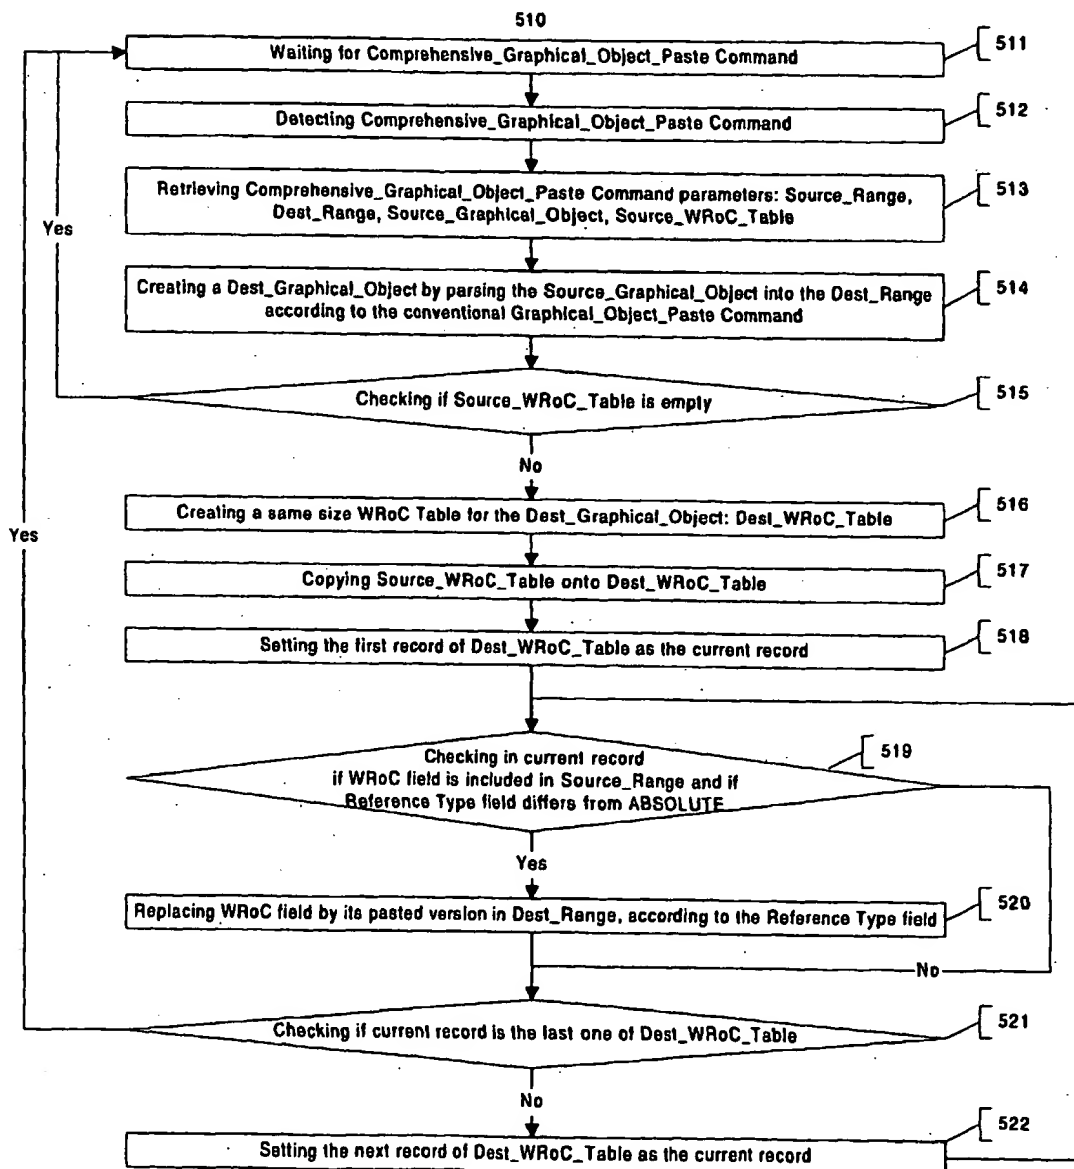 510
Waiting for Comprehensive_Graphical_Object_Paste Command
511
Detecting Comprehensive_Graphical_Object_Paste Command
512
Retrieving Comprehensive_Graphical_Object_Paste Command parameters: Source_Range,
Dest_Range, Source_Graphical_Object, Source_WRoC_Table
513
Yes
Creating a Dest_Graphical_Object by parsing the Source_Graphical_Object into the Dest_Range
according to the conventional Graphical_Object_Paste Command
514
Checking if Source_WRoC_Table is empty
515
No
Creating a same size WRoC Table for the Dest_Graphical_Object: Dest_WRoC_Table
516
Yes
Copying Source_WRoC_Table onto Dest_WRoC_Table
517
Setting the first record of Dest_WRoC_Table as the current record
518
Checking in current record
if WRoC field is included in Source_Range and if
Reference Type field differs from ABSOLUTE
519
Yes
Replacing WRoC field by its pasted version in Dest_Range, according to the Reference Type field
520
No
Checking if current record is the last one of Dest_WRoC_Table
521
No
Setting the next record of Dest_WRoC_Table as the current record
522